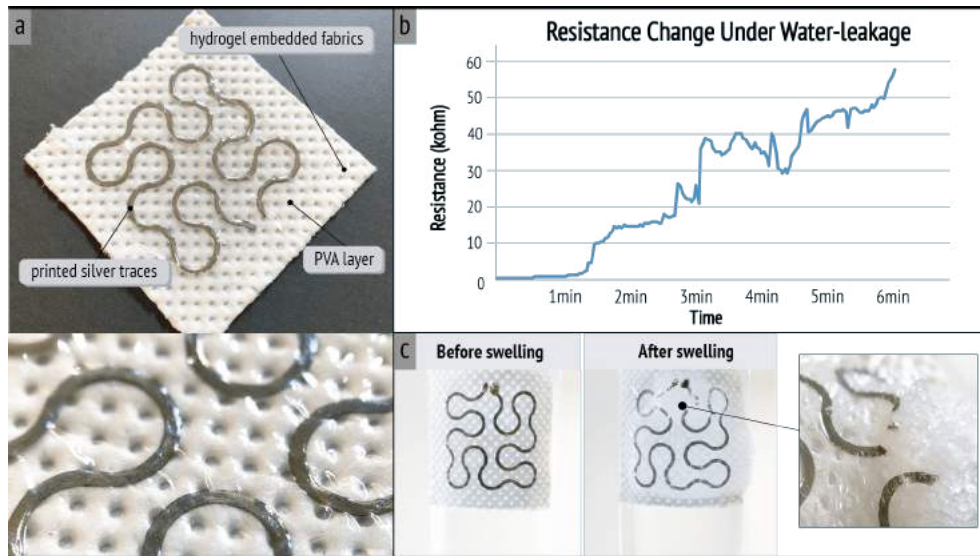 a
hydrogel embedded fabrics
printed silver traces
PVA layer
b
Resistance Change Under Water-leakage
Resistance (kohm)
60
50
40
30
20
10
0
1min 2min 3min 4min 5min 6min
Time
C
Before swelling
After swelling